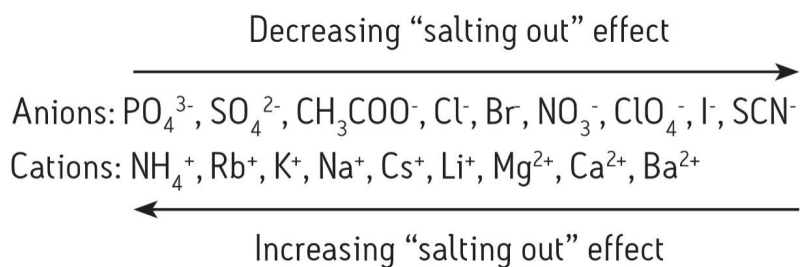 Decreasing “salting out” effect
Anions: PO₄³⁻, SO₄²⁻, CH₃COO⁻, Cl⁻, Br⁻, NO₃⁻, ClO₄⁻, I⁻, SCN⁻
Cations: NH₄⁺, Rb⁺, K⁺, Na⁺, Cs⁺, Li⁺, Mg²⁺, Ca²⁺, Ba²⁺
Increasing “salting out” effect